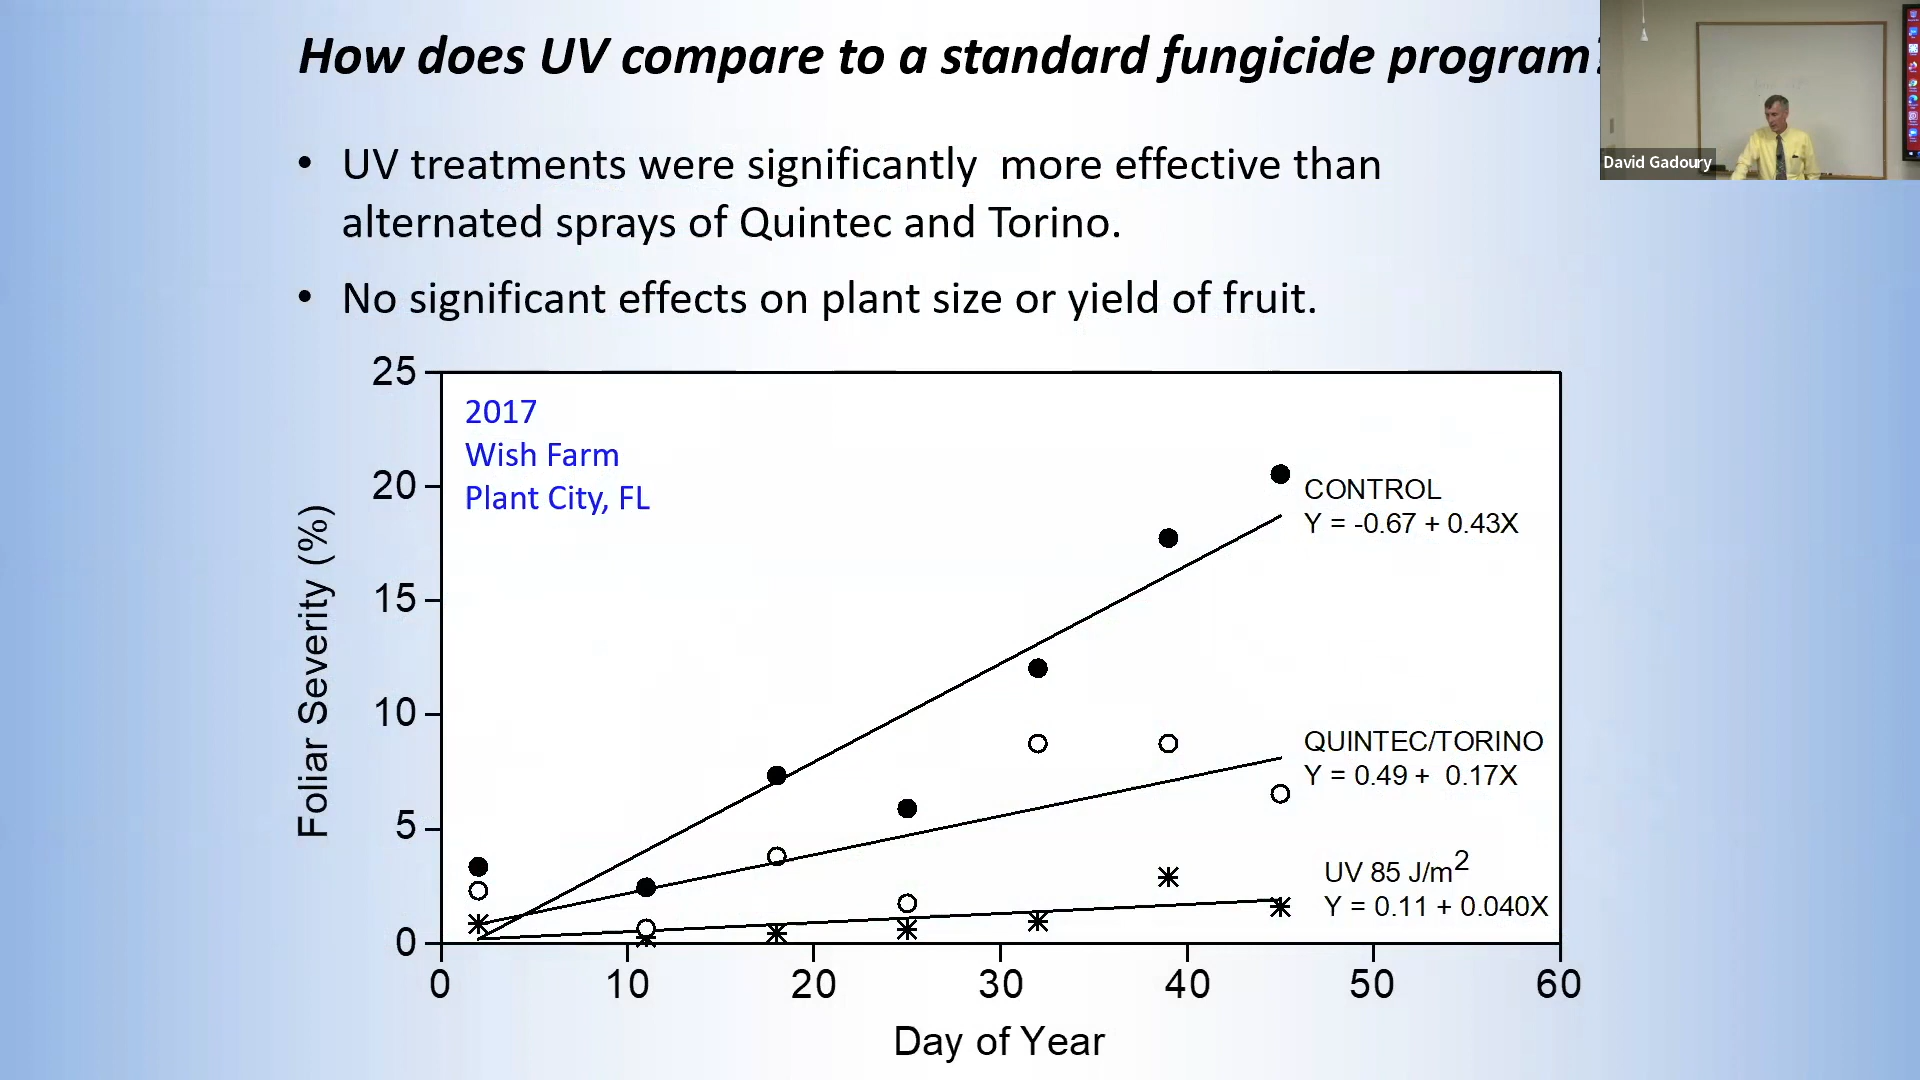 How does UV compare to a standard fungicide program?
David Gadoury
• UV treatments were significantly more effective than
alternated sprays of Quintec and Torino.
• No significant effects on plant size or yield of fruit.
25
20
15
10
5
0
Foliar Severity (%)
2017
Wish Farm
Plant City, FL
CONTROL
Y = -0.67 + 0.43X
QUINTEC/TORINO
Y = 0.49 + 0.17X
UV 85 J/m²
Y = 0.11 + 0.040X
0 10 20 30 40 50 60
Day of Year